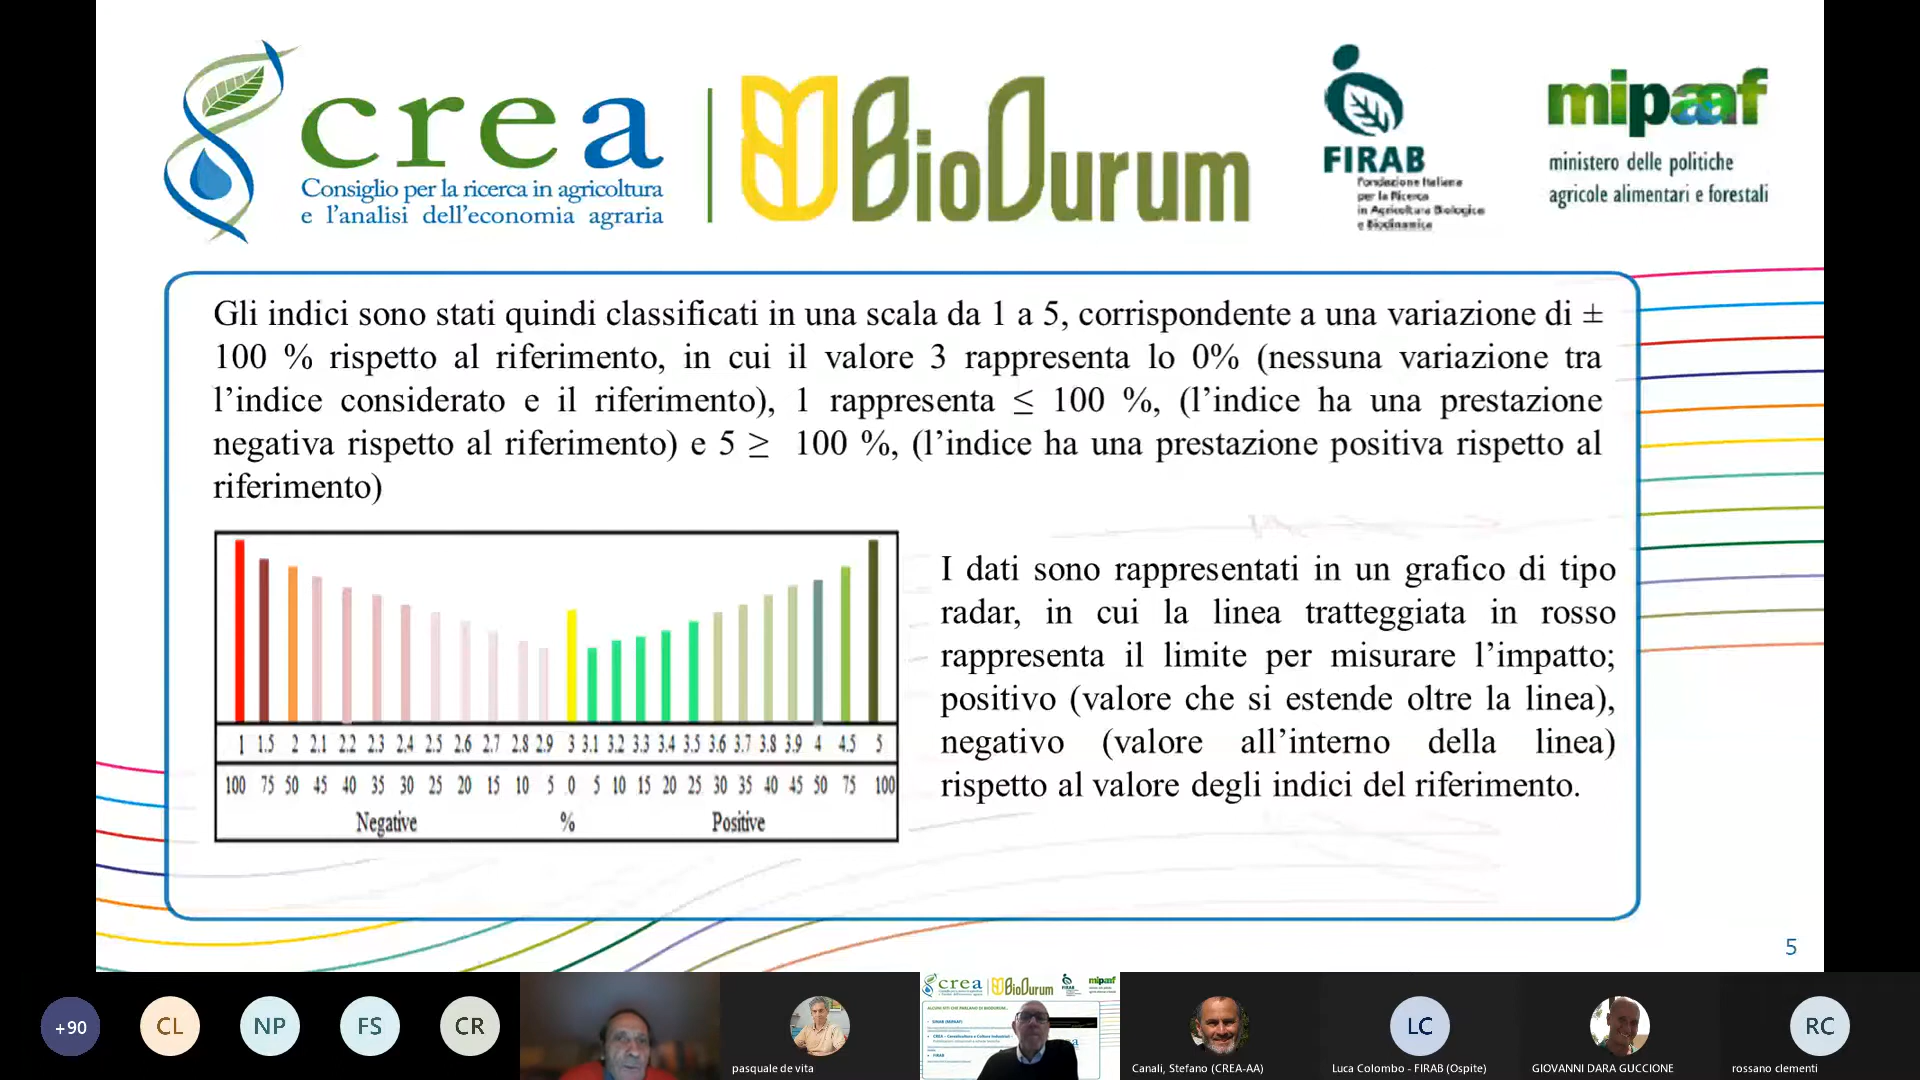 crea
Consiglio per la ricerca in agricoltura
e l'analisi dell'economia agraria
BioDurum
FIRAB
Fondazione Italiana
per la Ricerca
in Agricoltura Biologica
e Biodinamica
mipaaf
ministero delle politiche
agricole alimentari e forestali
Gli indici sono stati quindi classificati in una scala da 1 a 5, corrispondente a una variazione di ±
100 % rispetto al riferimento, in cui il valore 3 rappresenta lo 0% (nessuna variazione tra
l'indice considerato e il riferimento), 1 rappresenta ≤ 100 %, (l'indice ha una prestazione
negativa rispetto al riferimento) e 5 ≥ 100 %, (l'indice ha una prestazione positiva rispetto al
riferimento)
1 1.5 2 2.1 2.2 2.3 2.4 2.5 2.6 2.7 2.8 2.9 3 3.1 3.2 3.3 3.4 3.5 3.6 3.7 3.8 3.9 4 4.5 5
100 75 50 45 40 35 30 25 20 15 10 5 0 5 10 15 20 25 30 35 40 45 50 75 100
Negative % Positive
I dati sono rappresentati in un grafico di tipo
radar, in cui la linea tratteggiata in rosso
rappresenta il limite per misurare l'impatto;
positivo (valore che si estende oltre la linea),
negativo (valore all'interno della linea)
rispetto al valore degli indici del riferimento.
5
+90
CL
NP
FS
CR
pasquale de vita
crea BioDurum mipaaf
Canali, Stefano (CREA-AA)
LC
Luca Colombo - FIRAB (Ospite)
GIOVANNI DARA GUCCIONE
RC
rossano clementi